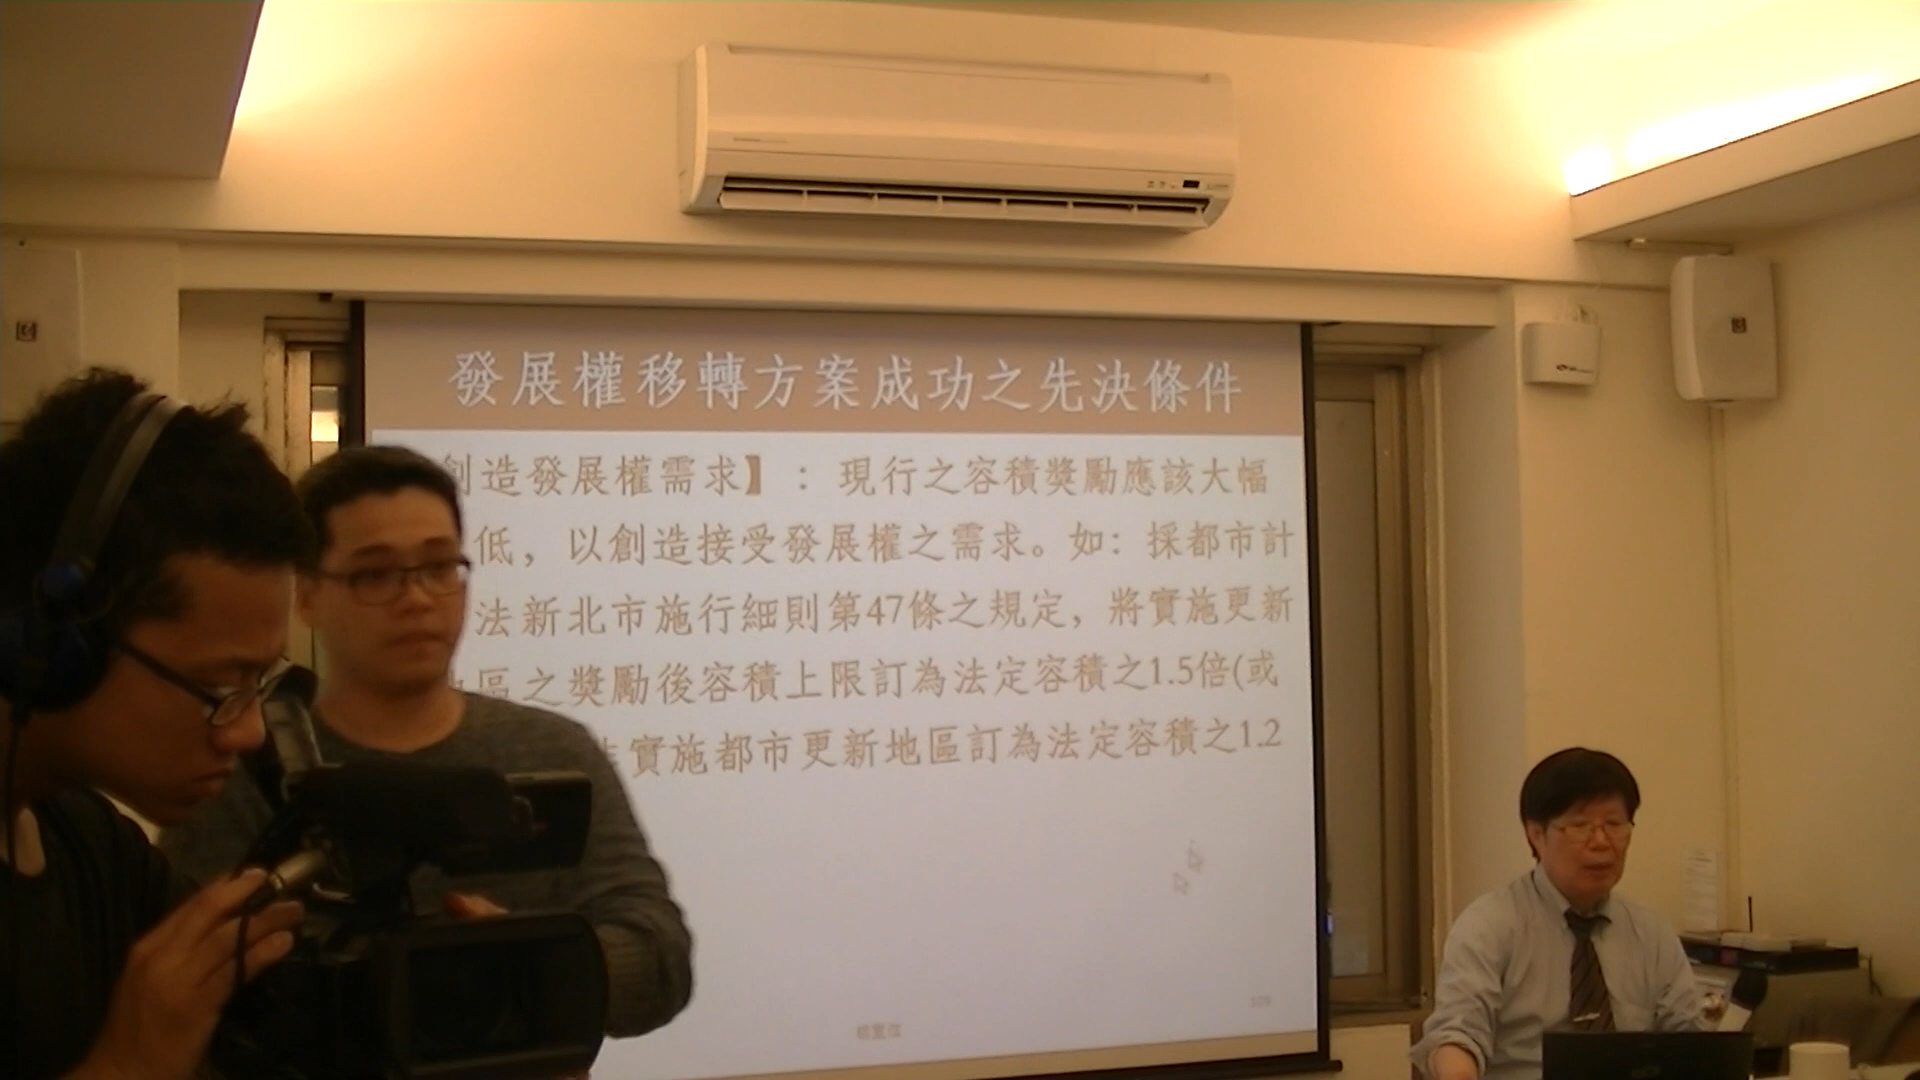 發展權移轉方案成功之先決條件
創造發展權需求】：現行之容積獎勵應該大幅
低，以創造接受發展權之需求。如：採都市計
法新北市施行細則第47條之規定，將實施更新
地區之獎勵後容積上限訂為法定容積之1.5倍(或
實施都市更新地區訂為法定容積之1.2